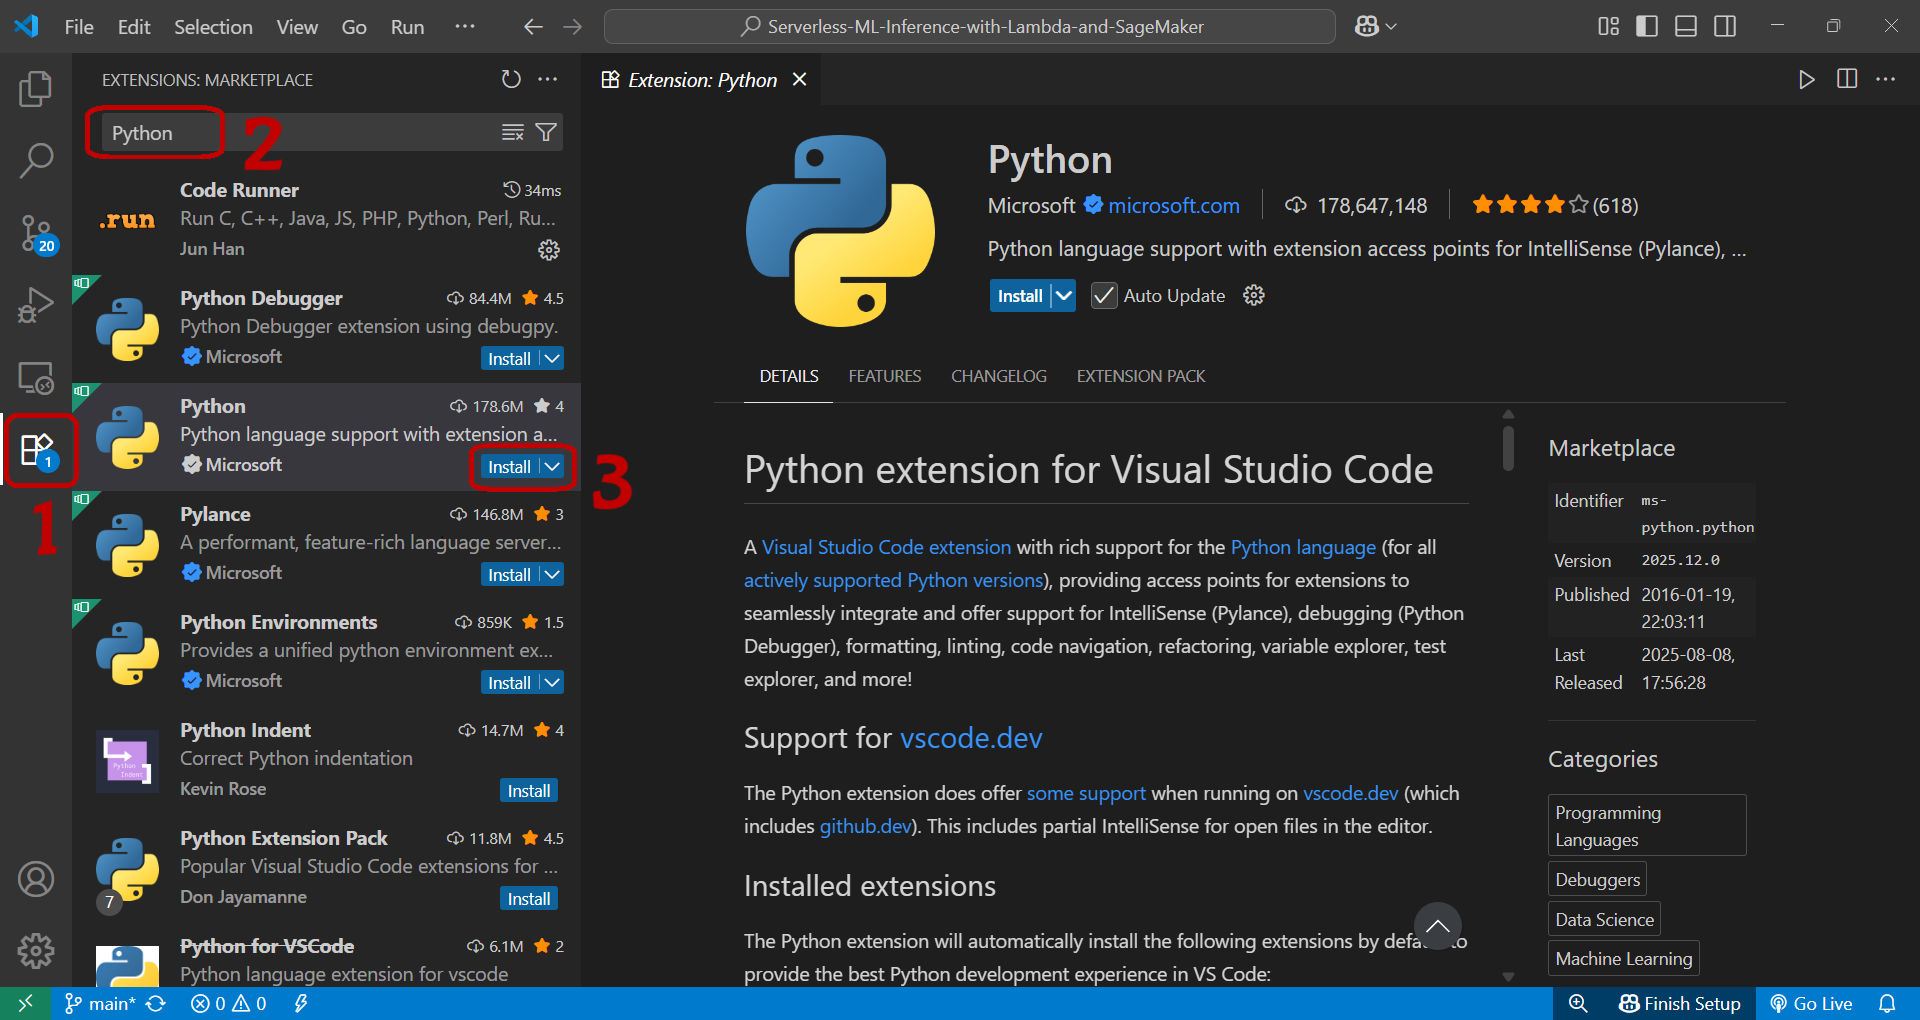 File Edit Selection View Go Run ···
Serverless-ML-Inference-with-Lambda-and-SageMaker
EXTENSIONS: MARKETPLACE
Python
2
Code Runner 34ms
.run
Run C, C++, Java, JS, PHP, Python, Perl, Ru...
Jun Han
20
Python Debugger 84.4M 4.5
Python Debugger extension using debugpy.
Microsoft Install
Python 178.6M 4
Python language support with extension a...
Microsoft Install
1
1
3
Pylance 146.8M 3
A performant, feature-rich language server...
Microsoft Install
Python Environments 859K 1.5
Provides a unified python environment ex...
Microsoft Install
Python Indent 14.7M 4
Python
Indent
Correct Python indentation
Kevin Rose Install
Python Extension Pack 11.8M 4.5
Popular Visual Studio Code extensions for ...
Don Jayamanne Install
7
Python for VSCode 6.1M 2
Python language extension for vscode
Extension: Python
Python
Microsoft microsoft.com 178,647,148 (618)
Python language support with extension access points for IntelliSense (Pylance), ...
Install Auto Update
DETAILS FEATURES CHANGELOG EXTENSION PACK
Python extension for Visual Studio Code
A Visual Studio Code extension with rich support for the Python language (for all
actively supported Python versions), providing access points for extensions to
seamlessly integrate and offer support for IntelliSense (Pylance), debugging (Python
Debugger), formatting, linting, code navigation, refactoring, variable explorer, test
explorer, and more!
Support for vscode.dev
The Python extension does offer some support when running on vscode.dev (which
includes github.dev). This includes partial IntelliSense for open files in the editor.
Installed extensions
The Python extension will automatically install the following extensions by to
provide the best Python development experience in VS Code:
Marketplace
Identifier ms-
python.python
Version 2025.12.0
Published 2016-01-19,
22:03:11
Last 2025-08-08,
Released 17:56:28
Categories
Programming
Languages
Debuggers
Data Science
Machine Learning
main* 0 0
Finish Setup Go Live